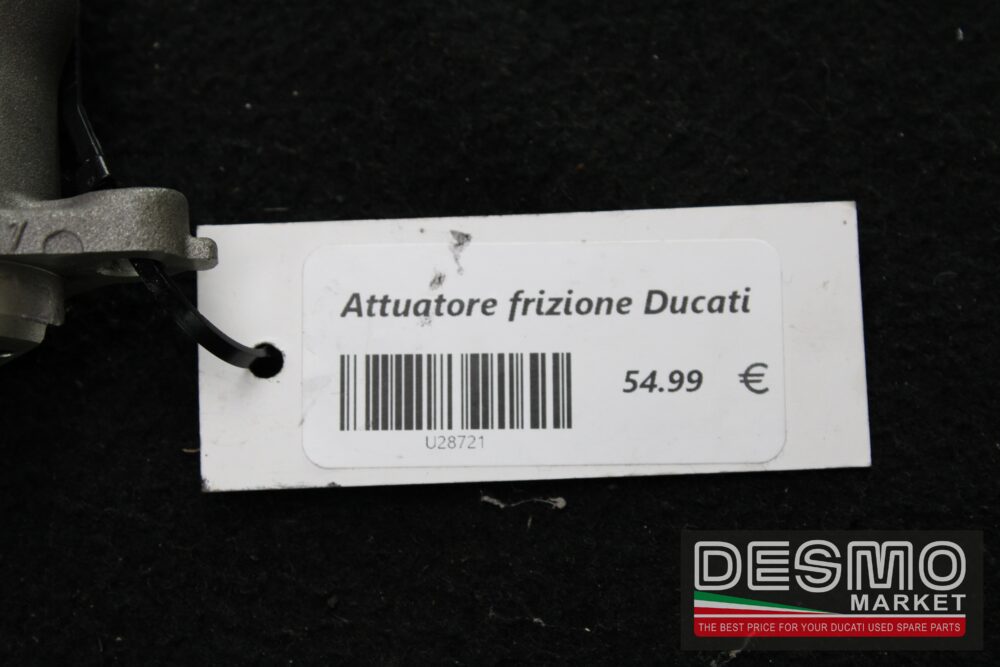 Attuatore frizione Ducati
54.99 €
U28721
DESMO
MARKET
THE BEST PRICE FOR YOUR DUCATI USED SPARE PARTS